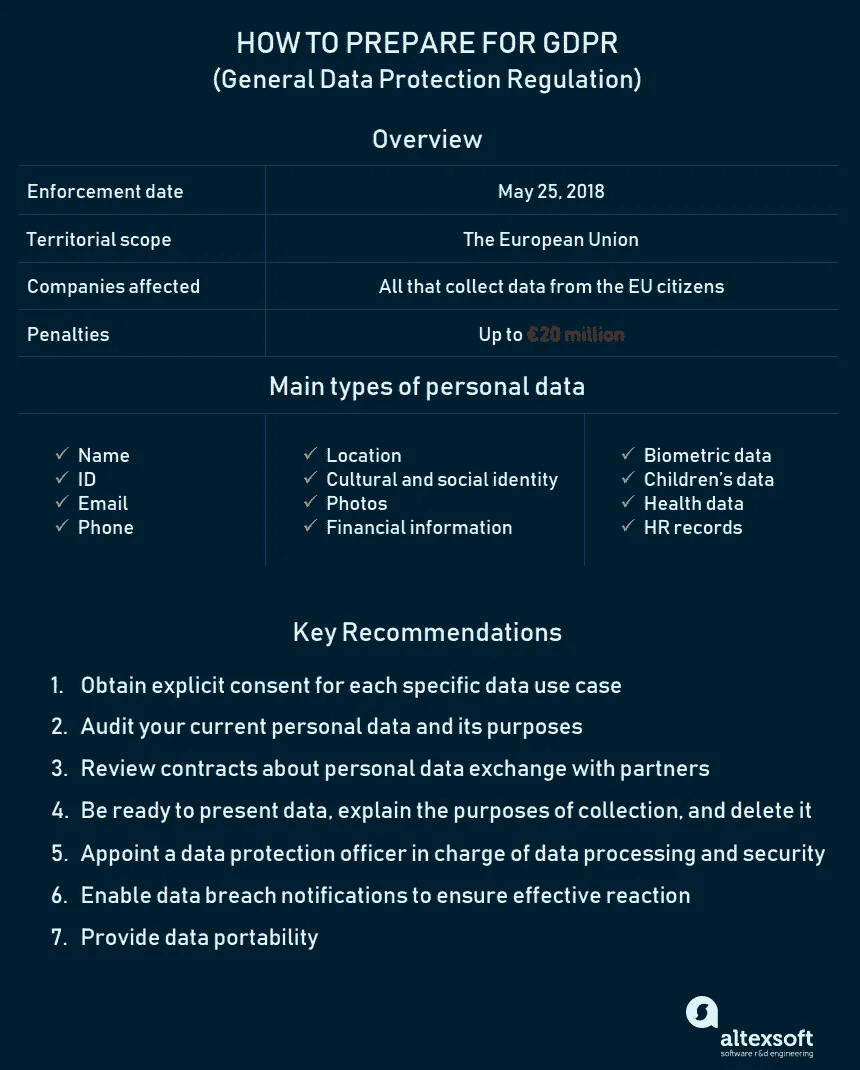 HOW TO PREPARE FOR GDPR
(General Data Protection Regulation)
Overview
Enforcement date
May 25, 2018
Territorial scope
The European Union
Companies affected
All that collect data from the EU citizens
Penalties
Up to €20 million
Main types of personal data
✓ Name
✓ ID
✓ Email
✓ Phone
✓ Location
✓ Cultural and social identity
✓ Photos
✓ Financial information
✓ Biometric data
✓ Children's data
✓ Health data
✓ HR records
Key Recommendations
1. Obtain explicit consent for each specific data use case
2. Audit your current personal data and its purposes
3. Review contracts about personal data exchange with partners
4. Be ready to present data, explain the purposes of collection, and delete it
5. Appoint a data protection officer in charge of data processing and security
6. Enable data breach notifications to ensure effective reaction
7. Provide data portability
altexsoft
software r&d engineering